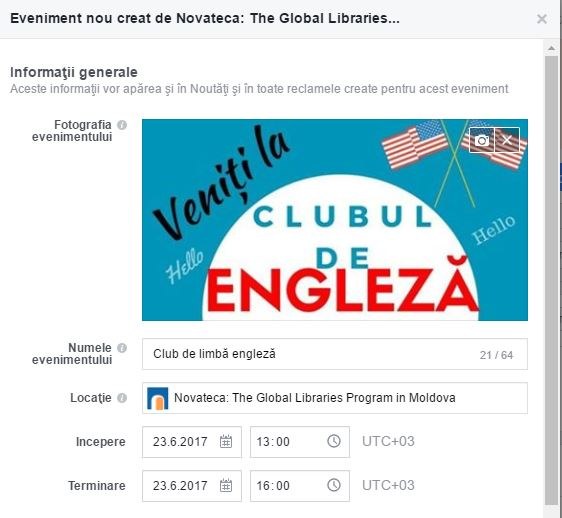 Eveniment nou creat de Novateca: The Global Libraries...
Informaţii generale
Aceste informaţii vor apărea şi în Noutăţi şi în toate reclamele create pentru acest eveniment
Fotografia
evenimentului
Veniți la
CLUBUL
DE
ENGLEZĂ
Hello
Hello
Numele
evenimentului
Club de limbă engleză
21 / 64
Locaţie
Novateca: The Global Libraries Program in Moldova
Incepere
23.6.2017
13:00
UTC+03
Terminare
23.6.2017
16:00
UTC+03